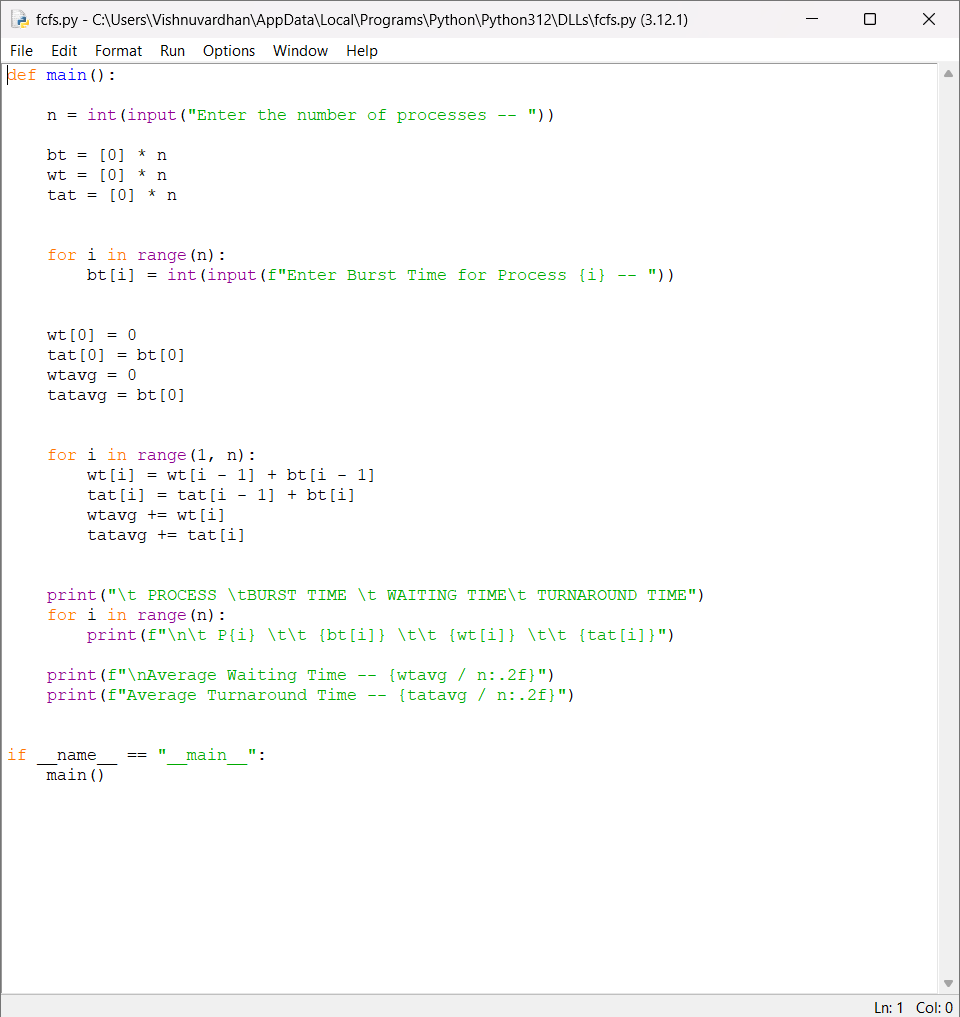 fcfs.py - C:\Users\Vishnuvardhan\AppData\Local\Programs\Python\Python312\DLLs\fcfs.py (3.12.1)
File Edit Format Run Options Window Help
def main():
    n = int(input("Enter the number of processes -- "))
    bt = [0] * n
    wt = [0] * n
    tat = [0] * n
    for i in range(n):
        bt[i] = int(input(f"Enter Burst Time for Process {i} -- "))
    wt[0] = 0
    tat[0] = bt[0]
    wtavg = 0
    tatavg = bt[0]
    for i in range(1, n):
        wt[i] = wt[i - 1] + bt[i - 1]
        tat[i] = tat[i - 1] + bt[i]
        wtavg += wt[i]
        tatavg += tat[i]
    print("\t PROCESS \tBURST TIME \t WAITING TIME\t TURNAROUND TIME")
    for i in range(n):
        print(f"\n\t P{i} \t\t {bt[i]} \t\t {wt[i]} \t\t {tat[i]}")
    print(f"\nAverage Waiting Time -- {wtavg / n:.2f}")
    print(f"Average Turnaround Time -- {tatavg / n:.2f}")
if __name__ == "__main__":
    main()
Ln: 1 Col: 0